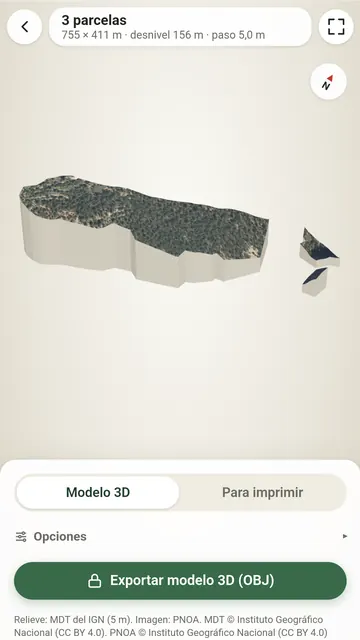 3 parcelas
755 × 411 m · desnivel 156 m · paso 5,0 m
N
Modelo 3D
Para imprimir
Opciones
Exportar modelo 3D (OBJ)
Relieve: MDT del IGN (5 m). Imagen: PNOA. MDT © Instituto Geográfico
Nacional (CC BY 4.0). PNOA © Instituto Geográfico Nacional (CC BY 4.0)